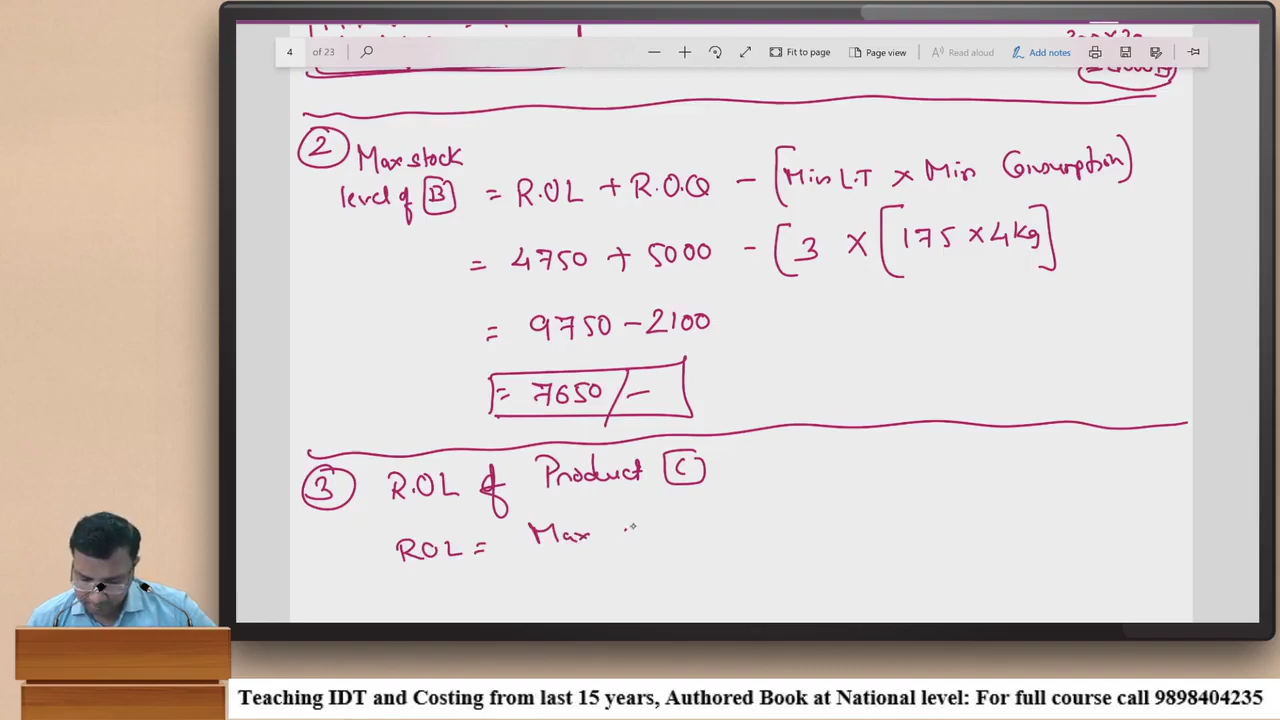 4 of 23 Fit to page Page view Read aloud Add notes
② Max stock
level of B = R.OL + R.O.Q - [Min L.T x Min Consumption]
= 4750 + 5000 - [3 x [175 x 4kg]
= 9750 - 2100
= 7650/-
③ R.OL of Product C
ROL = Max
Teaching IDT and Costing from last 15 years, Authored Book at National level: For full course call 9898404235